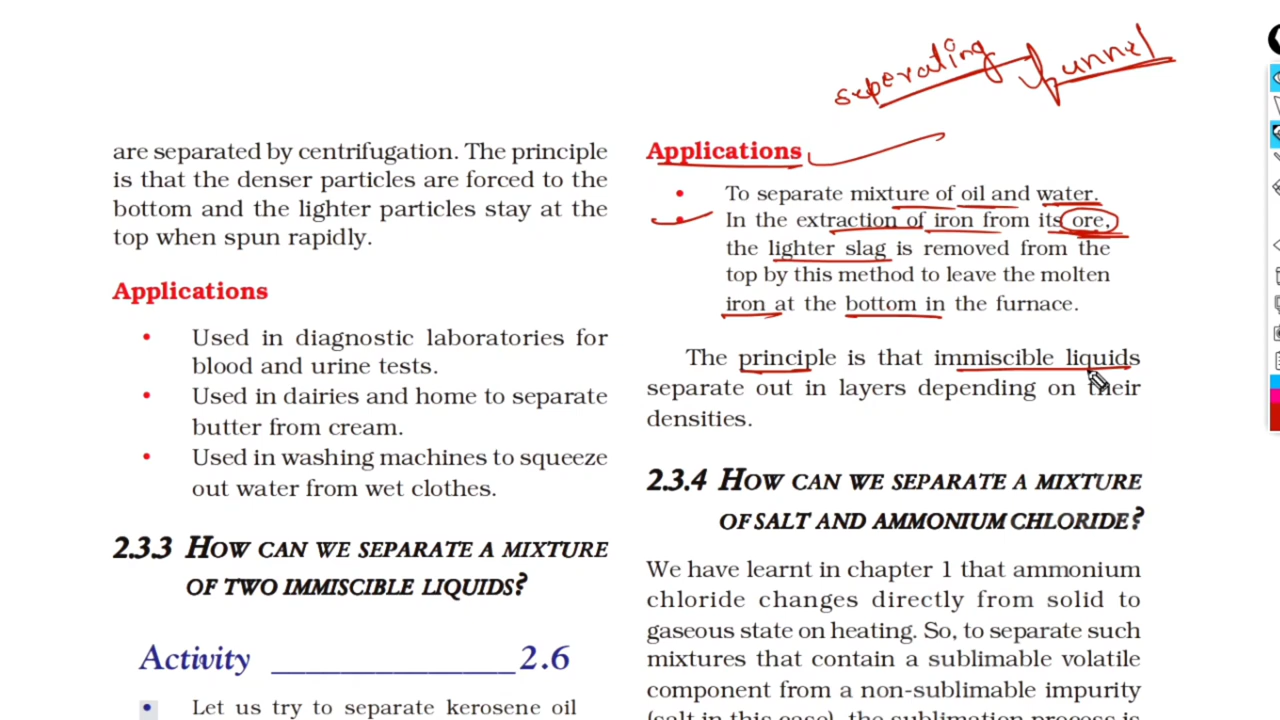 are separated by centrifugation. The principle
is that the denser particles are forced to the
bottom and the lighter particles stay at the
top when spun rapidly.
Applications
• Used in diagnostic laboratories for
blood and urine tests.
• Used in dairies and home to separate
butter from cream.
• Used in washing machines to squeeze
out water from wet clothes.
2.3.3 HOW CAN WE SEPARATE A MIXTURE
OF TWO IMMISCIBLE LIQUIDS?
Activity ______________ 2.6
• Let us try to separate kerosene oil
seperating funnel
Applications
• To separate mixture of oil and water.
• In the extraction of iron from its ore,
the lighter slag is removed from the
top by this method to leave the molten
iron at the bottom in the furnace.
The principle is that immiscible liquids
separate out in layers depending on their
densities.
2.3.4 HOW CAN WE SEPARATE A MIXTURE
OF SALT AND AMMONIUM CHLORIDE?
We have learnt in chapter 1 that ammonium
chloride changes directly from solid to
gaseous state on heating. So, to separate such
mixtures that contain a sublimable volatile
component from a non-sublimable impurity
(salt in this case), the sublimation process is